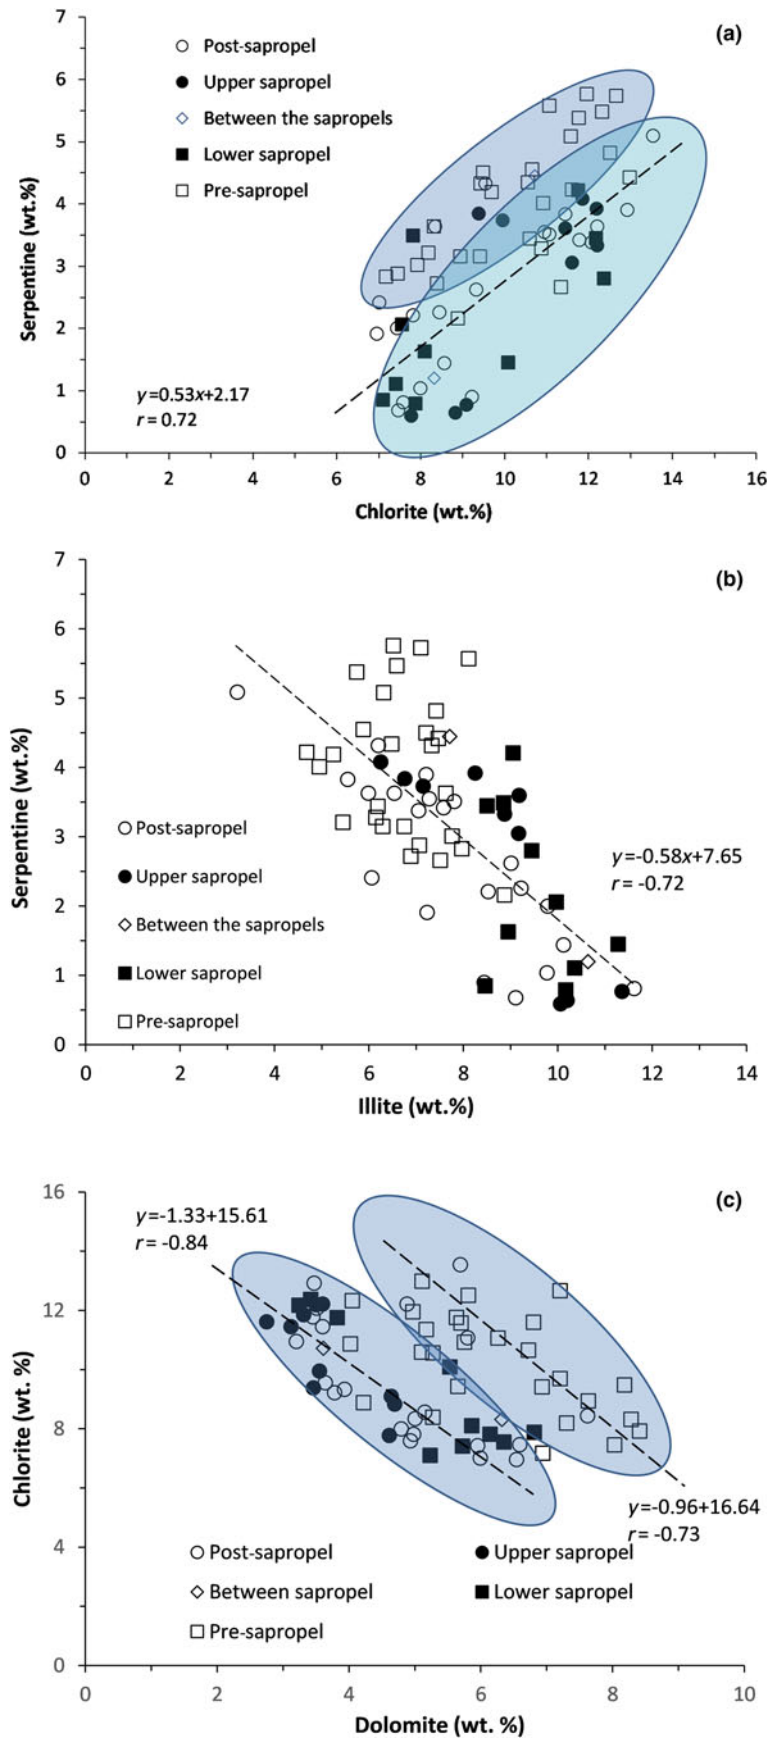 (a)
7
6
5
4
3
2
1
0
Serpentine (wt.%)
Post-sapropel
Upper sapropel
Between the sapropels
Lower sapropel
Pre-sapropel
y=0.53x+2.17
r = 0.72
0 2 4 6 8 10 12 14 16
Chlorite (wt.%)
(b)
7
6
5
4
3
2
1
0
Serpentine (wt.%)
Post-sapropel
Upper sapropel
Between the sapropels
Lower sapropel
Pre-sapropel
y=-0.58x+7.65
r = -0.72
0 2 4 6 8 10 12 14
Illite (wt.%)
(c)
16
12
8
4
0
Chlorite (wt. %)
y=-1.33+15.61
r = -0.84
y=-0.96+16.64
r = -0.73
Post-sapropel Upper sapropel
Between sapropel Lower sapropel
Pre-sapropel
0 2 4 6 8 10
Dolomite (wt. %)